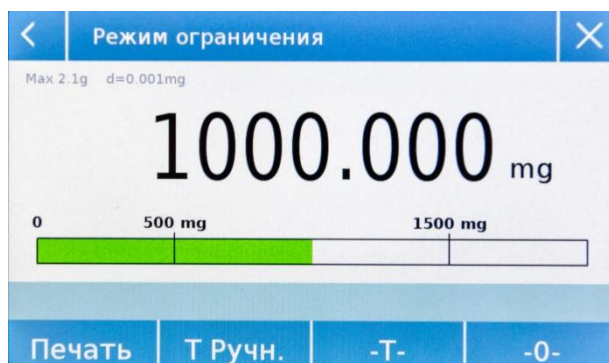 Режим ограничения
Max 2.1g d=0.001mg
1000.000 mg
0 500 mg 1500 mg
Печать Т Ручн. -T- -0-